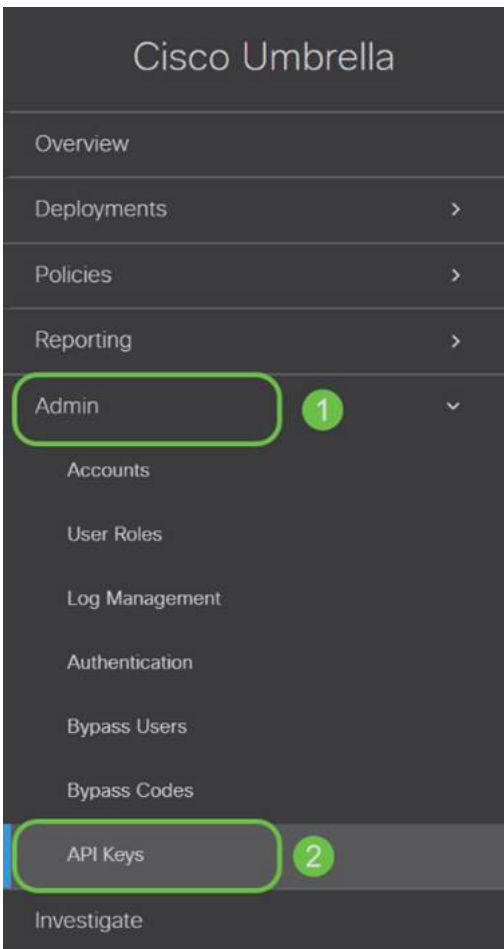 Cisco Umbrella
Overview
Deployments
Policies
Reporting
Admin 1
Accounts
User Roles
Log Management
Authentication
Bypass Users
Bypass Codes
API Keys 2
Investigate